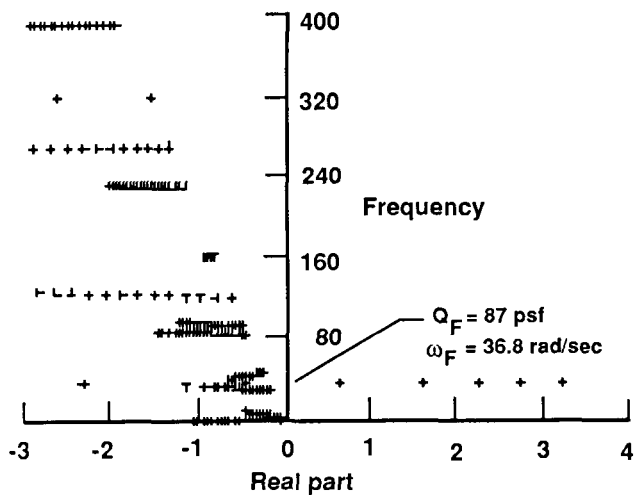 400
320
240
Frequency
160
Q_F = 87 psf
80
ω_F = 36.8 rad/sec
-3 -2 -1 0 1 2 3 4
Real part